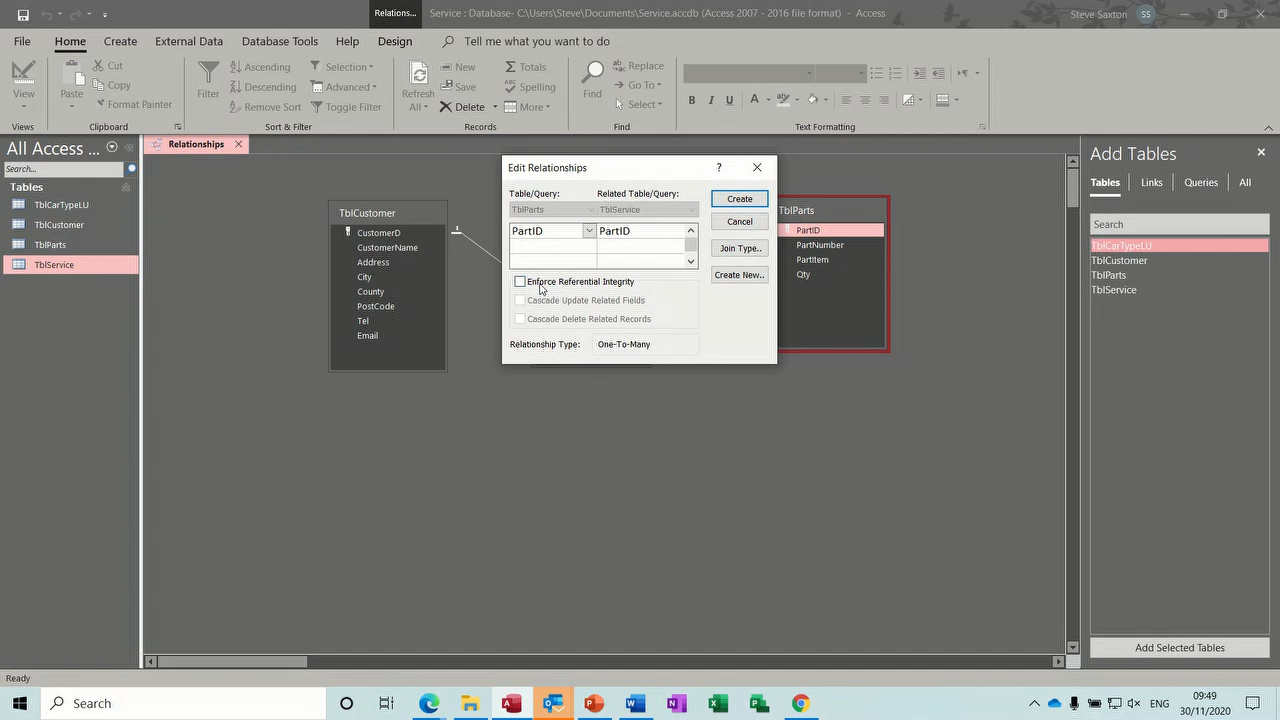 Relations...
Service : Database- C:\Users\Steve\Documents\Service.accdb (Access 2007 - 2016 file format) - Access
Steve Saxton
SS
File
Home
Create
External Data
Database Tools
Help
Design
Tell me what you want to do
View
Views
Paste
Cut
Copy
Format Painter
Clipboard
Filter
Ascending
Descending
Remove Sort
Selection
Advanced
Toggle Filter
Sort & Filter
Refresh
All
New
Save
Delete
Totals
Spelling
More
Records
Find
Replace
Go To
Select
Find
B I U A
Text Formatting
All Access ...
Search...
Tables
TblCarTypeLU
TblCustomer
TblParts
TblService
Relationships
TblCustomer
CustomerD
CustomerName
Address
City
County
PostCode
Tel
Email
1
Edit Relationships
?
Table/Query:
Related Table/Query:
TblParts
TblService
PartID
PartID
Enforce Referential Integrity
Cascade Update Related Fields
Cascade Delete Related Records
Relationship Type:
One-To-Many
Create
Cancel
Join Type..
Create New..
TblParts
PartID
PartNumber
PartItem
Qty
Add Tables
Tables
Links
Queries
All
Search
TblCarTypeLU
TblCustomer
TblParts
TblService
Add Selected Tables
Ready
Search
ENG
09:49
30/11/2020